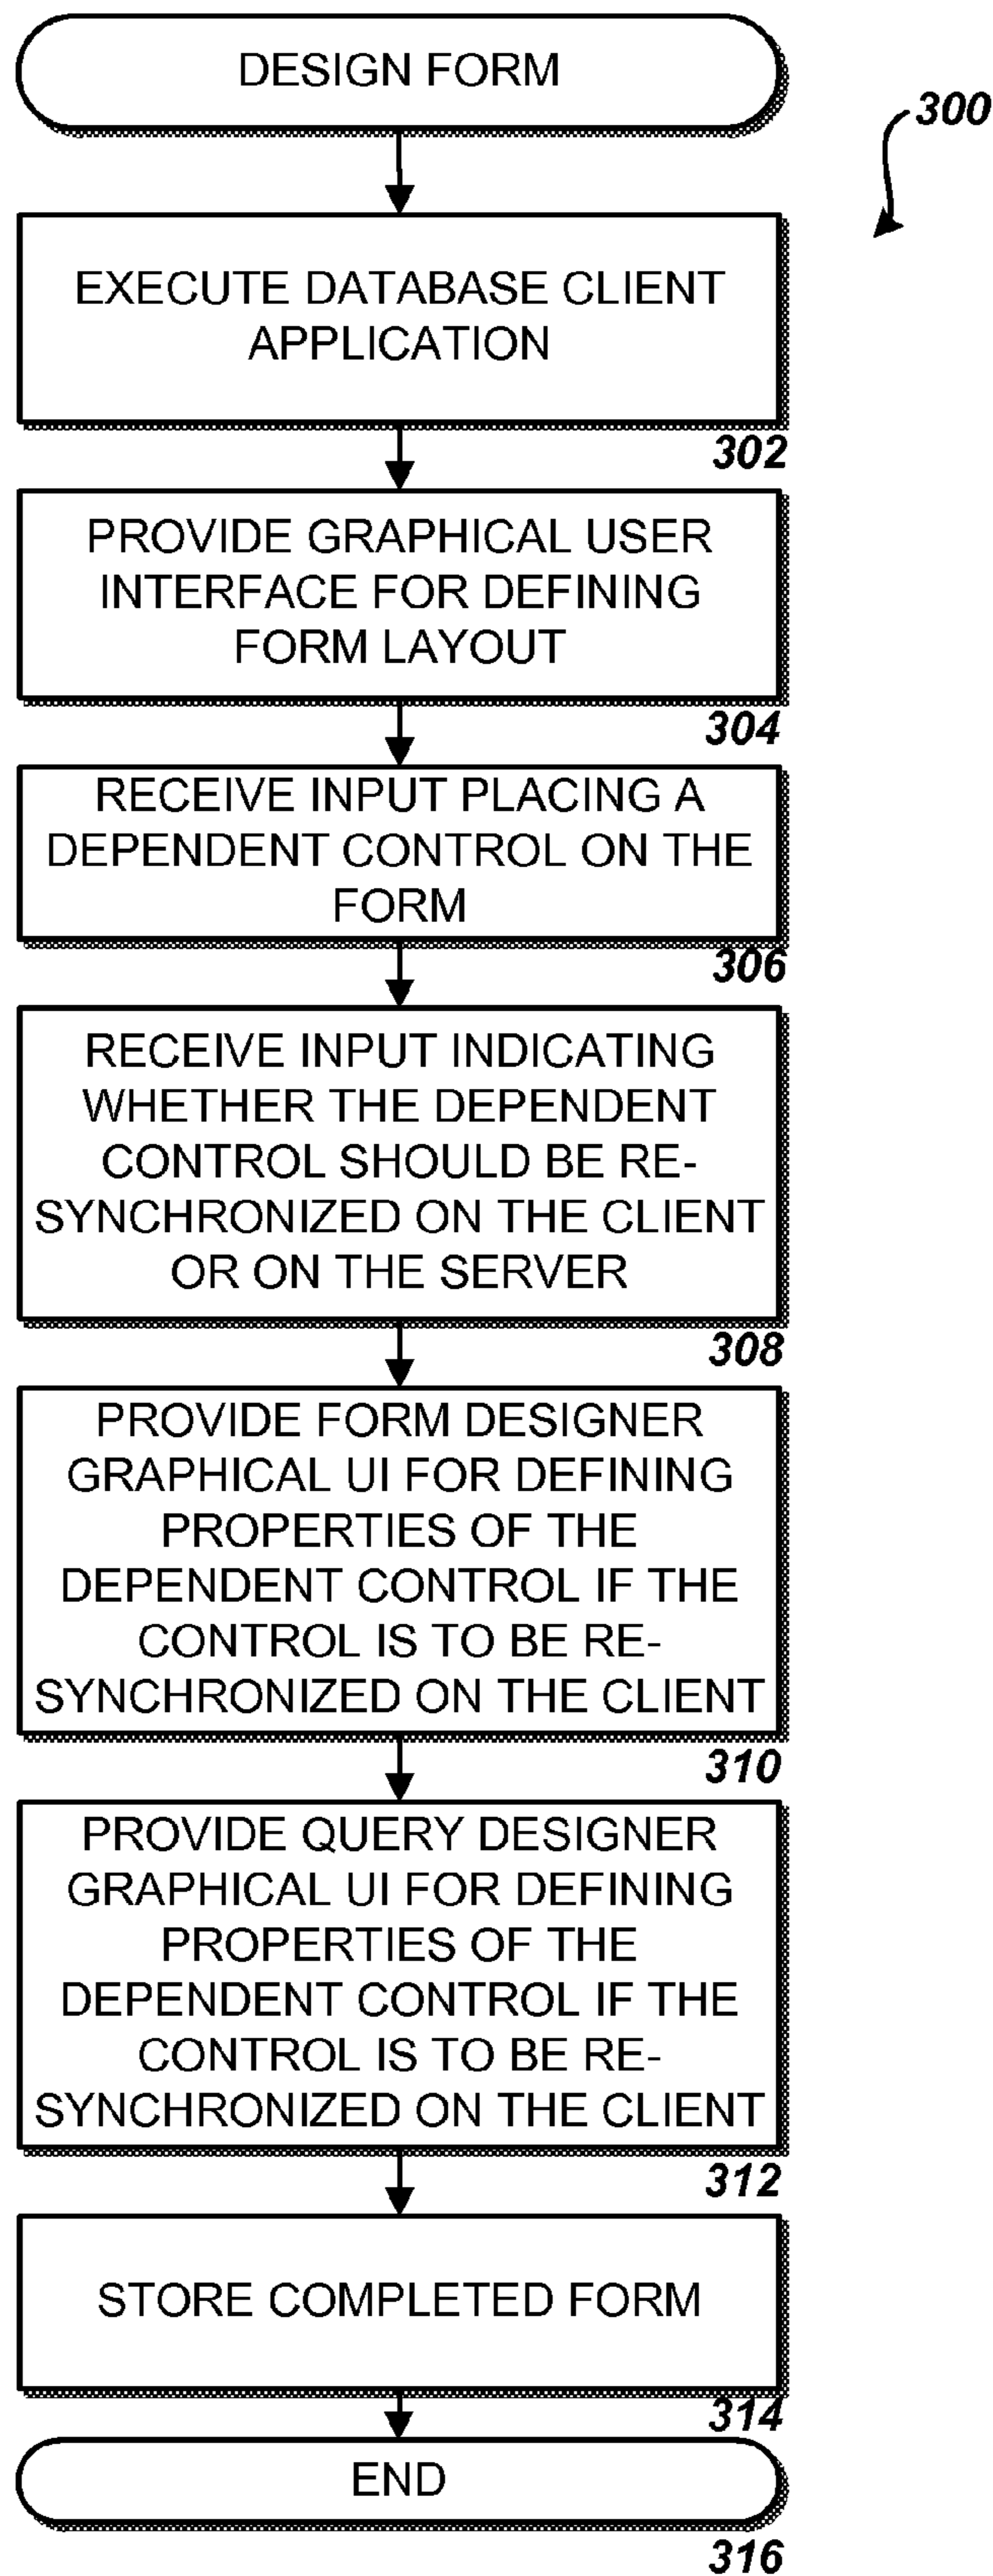 DESIGN FORM
300
EXECUTE DATABASE CLIENT
APPLICATION
302
PROVIDE GRAPHICAL USER
INTERFACE FOR DEFINING
FORM LAYOUT
304
RECEIVE INPUT PLACING A
DEPENDENT CONTROL ON THE
FORM
306
RECEIVE INPUT INDICATING
WHETHER THE DEPENDENT
CONTROL SHOULD BE RE-
SYNCHRONIZED ON THE CLIENT
OR ON THE SERVER
308
PROVIDE FORM DESIGNER
GRAPHICAL UI FOR DEFINING
PROPERTIES OF THE
DEPENDENT CONTROL IF THE
CONTROL IS TO BE RE-
SYNCHRONIZED ON THE CLIENT
310
PROVIDE QUERY DESIGNER
GRAPHICAL UI FOR DEFINING
PROPERTIES OF THE
DEPENDENT CONTROL IF THE
CONTROL IS TO BE RE-
SYNCHRONIZED ON THE CLIENT
312
STORE COMPLETED FORM
314
END
316